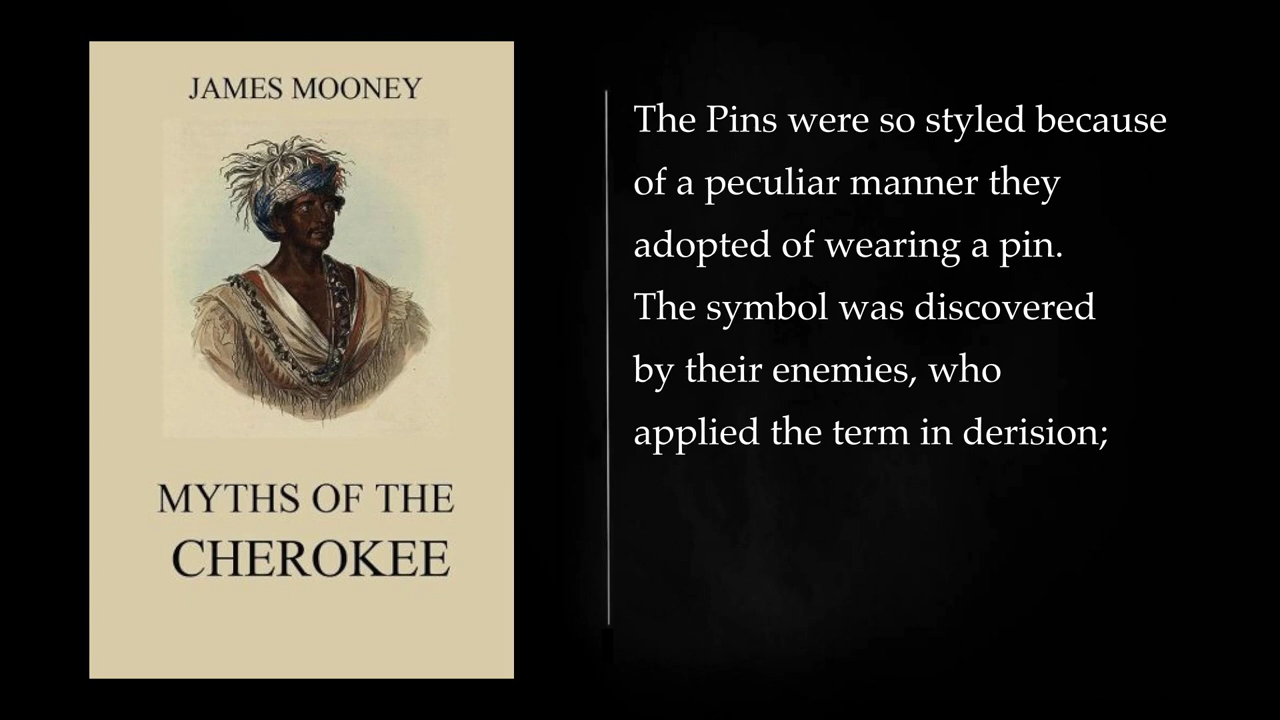 JAMES MOONEY
MYTHS OF THE
CHEROKEE
The Pins were so styled because
of a peculiar manner they
adopted of wearing a pin.
The symbol was discovered
by their enemies, who
applied the term in derision;